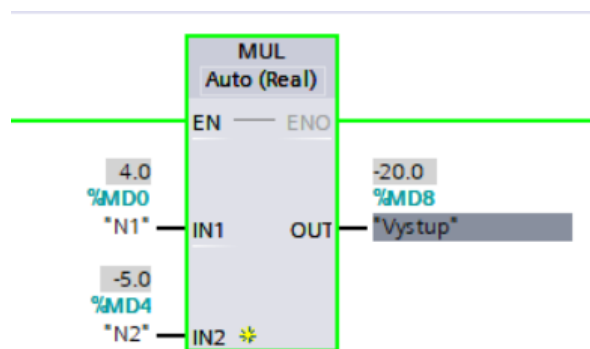 MUL
Auto (Real)
EN ENO
4.0 -20.0
%MD0 %MD8
"N1" IN1 OUT "Vystup"
-5.0
%MD4
"N2" IN2